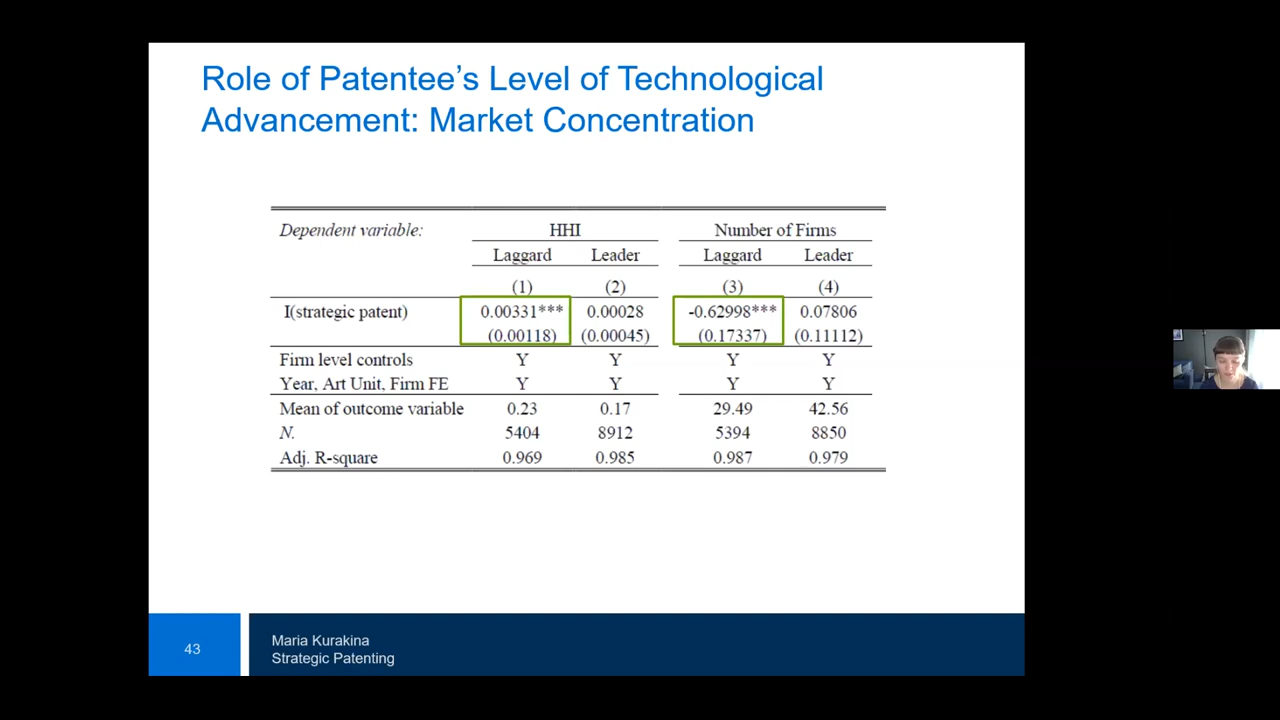 Role of Patentee's Level of Technological
Advancement: Market Concentration
Dependent variable: HHI Number of Firms
Laggard Leader Laggard Leader
(1) (2) (3) (4)
I(strategic patent) 0.00331*** 0.00028 -0.62998*** 0.07806
(0.00118) (0.00045) (0.17337) (0.11112)
Firm level controls Y Y Y Y
Year, Art Unit, Firm FE Y Y Y Y
Mean of outcome variable 0.23 0.17 29.49 42.56
N. 5404 8912 5394 8850
Adj. R-square 0.969 0.985 0.987 0.979
43
Maria Kurakina
Strategic Patenting